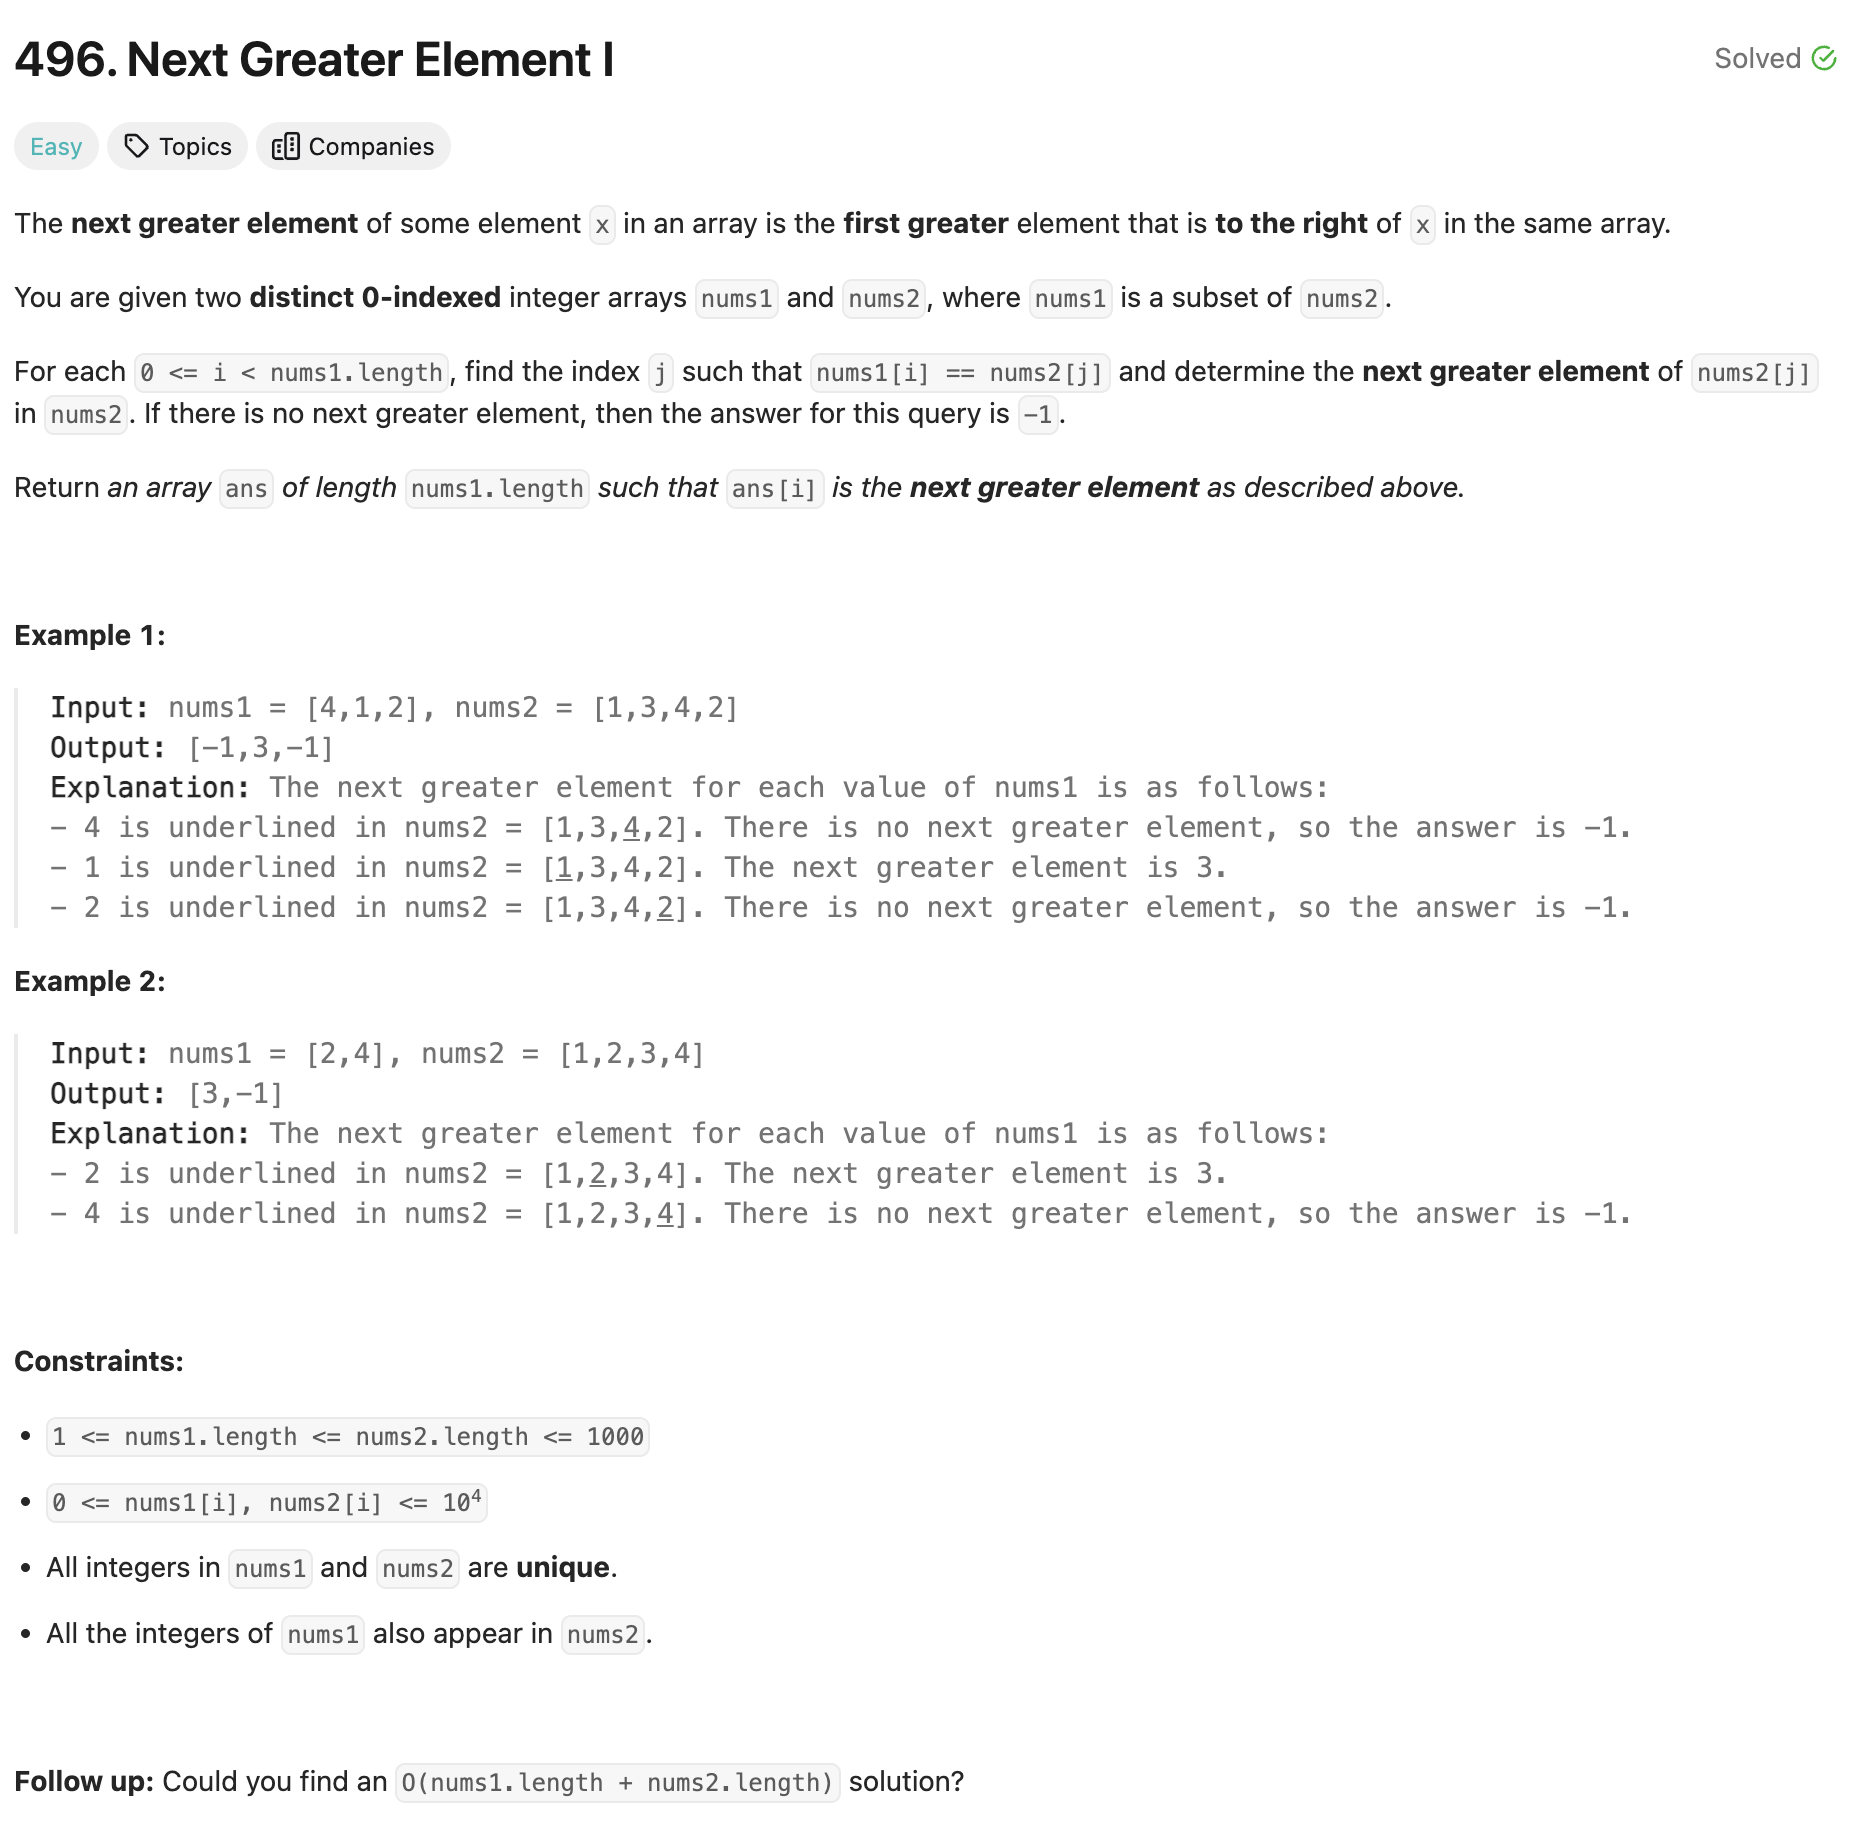 496. Next Greater Element I
Solved
Easy
Topics
Companies
The next greater element of some element x in an array is the first greater element that is to the right of x in the same array.
You are given two distinct 0-indexed integer arrays nums1 and nums2, where nums1 is a subset of nums2.
For each 0 <= i < nums1.length, find the index j such that nums1[i] == nums2[j] and determine the next greater element of nums2[j]
in nums2. If there is no next greater element, then the answer for this query is -1.
Return an array ans of length nums1.length such that ans[i] is the next greater element as described above.
Example 1:
Input: nums1 = [4,1,2], nums2 = [1,3,4,2]
Output: [-1,3,-1]
Explanation: The next greater element for each value of nums1 is as follows:
- 4 is underlined in nums2 = [1,3,4,2]. There is no next greater element, so the answer is -1.
- 1 is underlined in nums2 = [1,3,4,2]. The next greater element is 3.
- 2 is underlined in nums2 = [1,3,4,2]. There is no next greater element, so the answer is -1.
Example 2:
Input: nums1 = [2,4], nums2 = [1,2,3,4]
Output: [3,-1]
Explanation: The next greater element for each value of nums1 is as follows:
- 2 is underlined in nums2 = [1,2,3,4]. The next greater element is 3.
- 4 is underlined in nums2 = [1,2,3,4]. There is no next greater element, so the answer is -1.
Constraints:
• 1 <= nums1.length <= nums2.length <= 1000
• 0 <= nums1[i], nums2[i] <= 10⁴
• All integers in nums1 and nums2 are unique.
• All the integers of nums1 also appear in nums2.
Follow up: Could you find an O(nums1.length + nums2.length) solution?